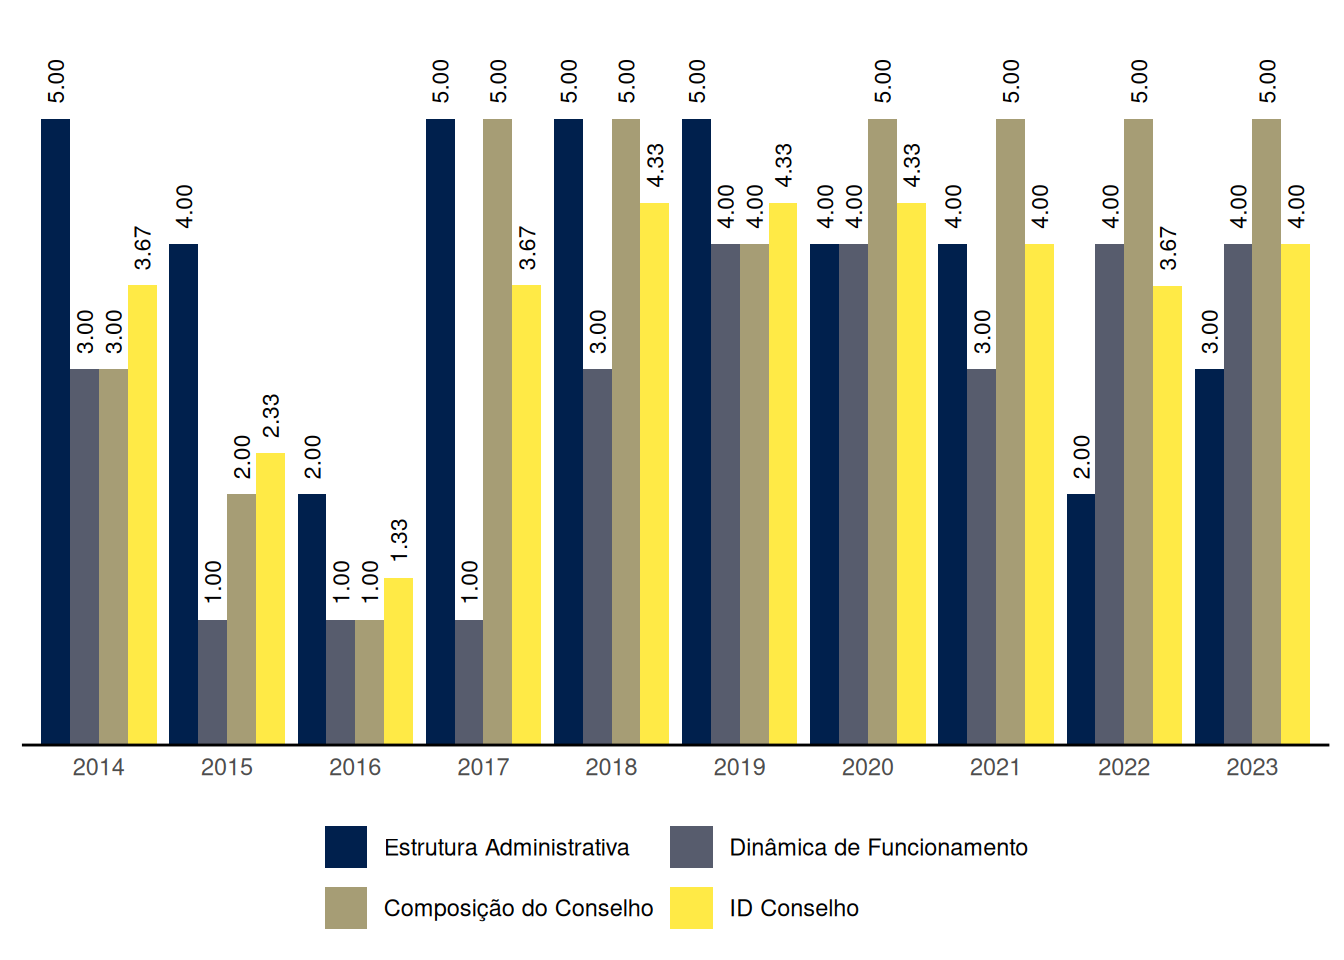 5.00 3.00 3.00 3.67
4.00 1.00 2.00 2.33
2.00 1.00 1.00 1.33
5.00 1.00 5.00 3.67
5.00 3.00 5.00 4.33
5.00 4.00 4.00 4.33
4.00 4.00 5.00 4.33
4.00 3.00 5.00 4.00
2.00 4.00 5.00 3.67
3.00 4.00 5.00 4.00
2014 2015 2016 2017 2018 2019 2020 2021 2022 2023
Estrutura Administrativa Dinâmica de Funcionamento
Composição do Conselho ID Conselho